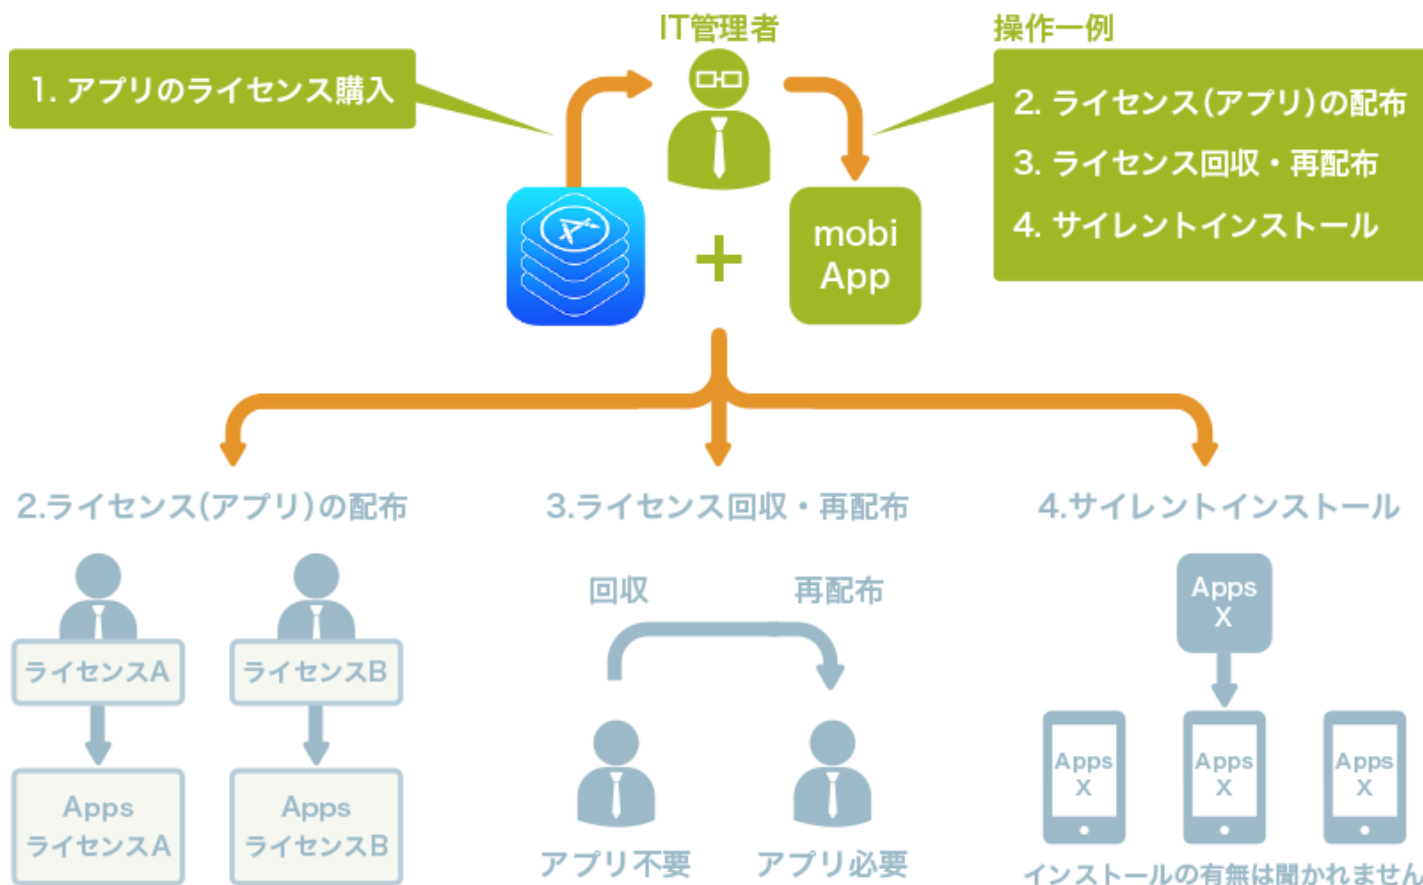 IT管理者
操作一例
1. アプリのライセンス購入
2. ライセンス(アプリ)の配布
3. ライセンス回収・再配布
4. サイレントインストール
mobi
App
2.ライセンス(アプリ)の配布
3.ライセンス回収・再配布
4.サイレントインストール
ライセンスA
ライセンスB
Apps
ライセンスA
Apps
ライセンスB
回収
再配布
アプリ不要
アプリ必要
Apps
X
Apps
X
Apps
X
Apps
X
インストールの有無は聞かれません